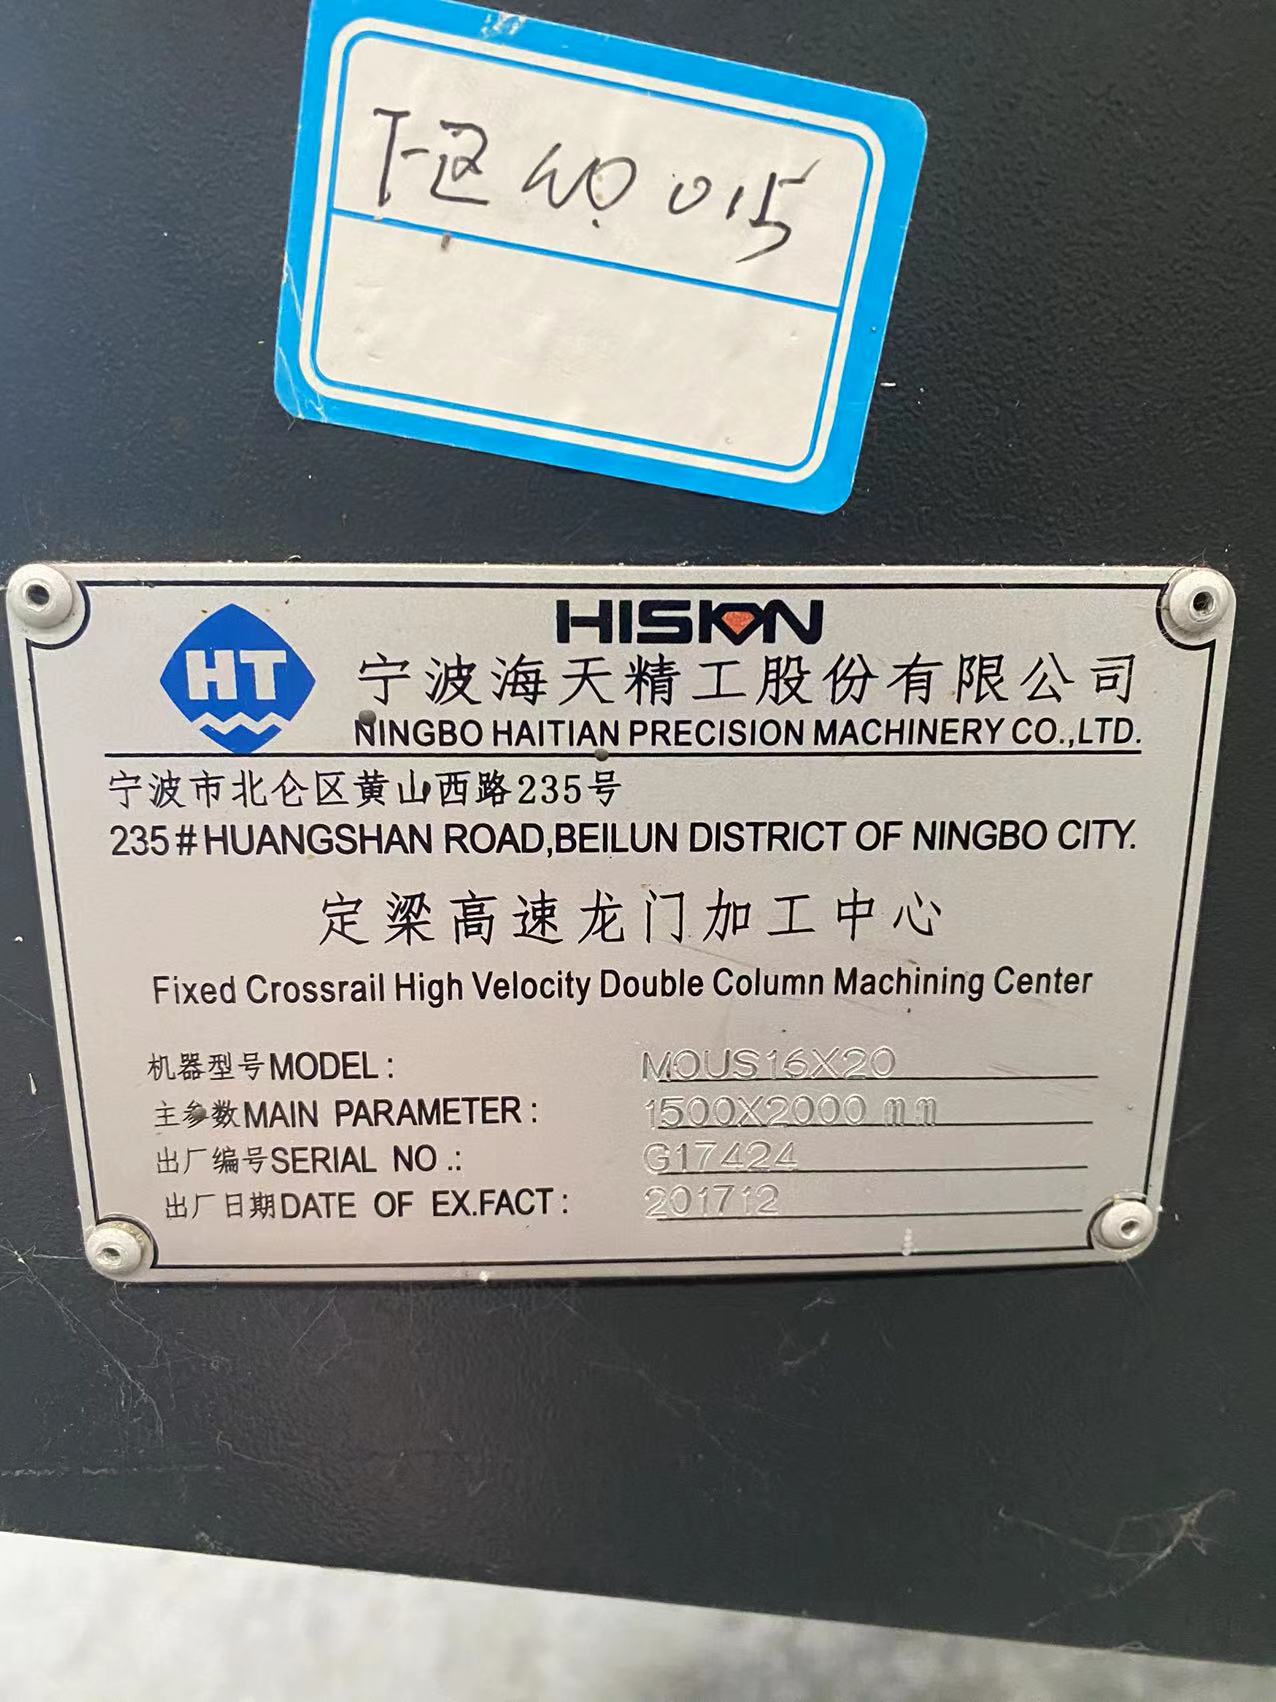 下区 NO. 015
HISION
HT
宁波海天精工股份有限公司
NINGBO HAITIAN PRECISION MACHINERY CO.,LTD.
宁波市北仑区黄山西路235号
235#HUANGSHAN ROAD,BEILUN DISTRICT OF NINGBO CITY.
定梁高速龙门加工中心
Fixed Crossrail High Velocity Double Column Machining Center
机器型号MODEL: MOUS16X20
主参数MAIN PARAMETER: 1500X2000mm
出厂编号SERIAL NO.: G17424
出厂日期DATE OF EX.FACT: 201712